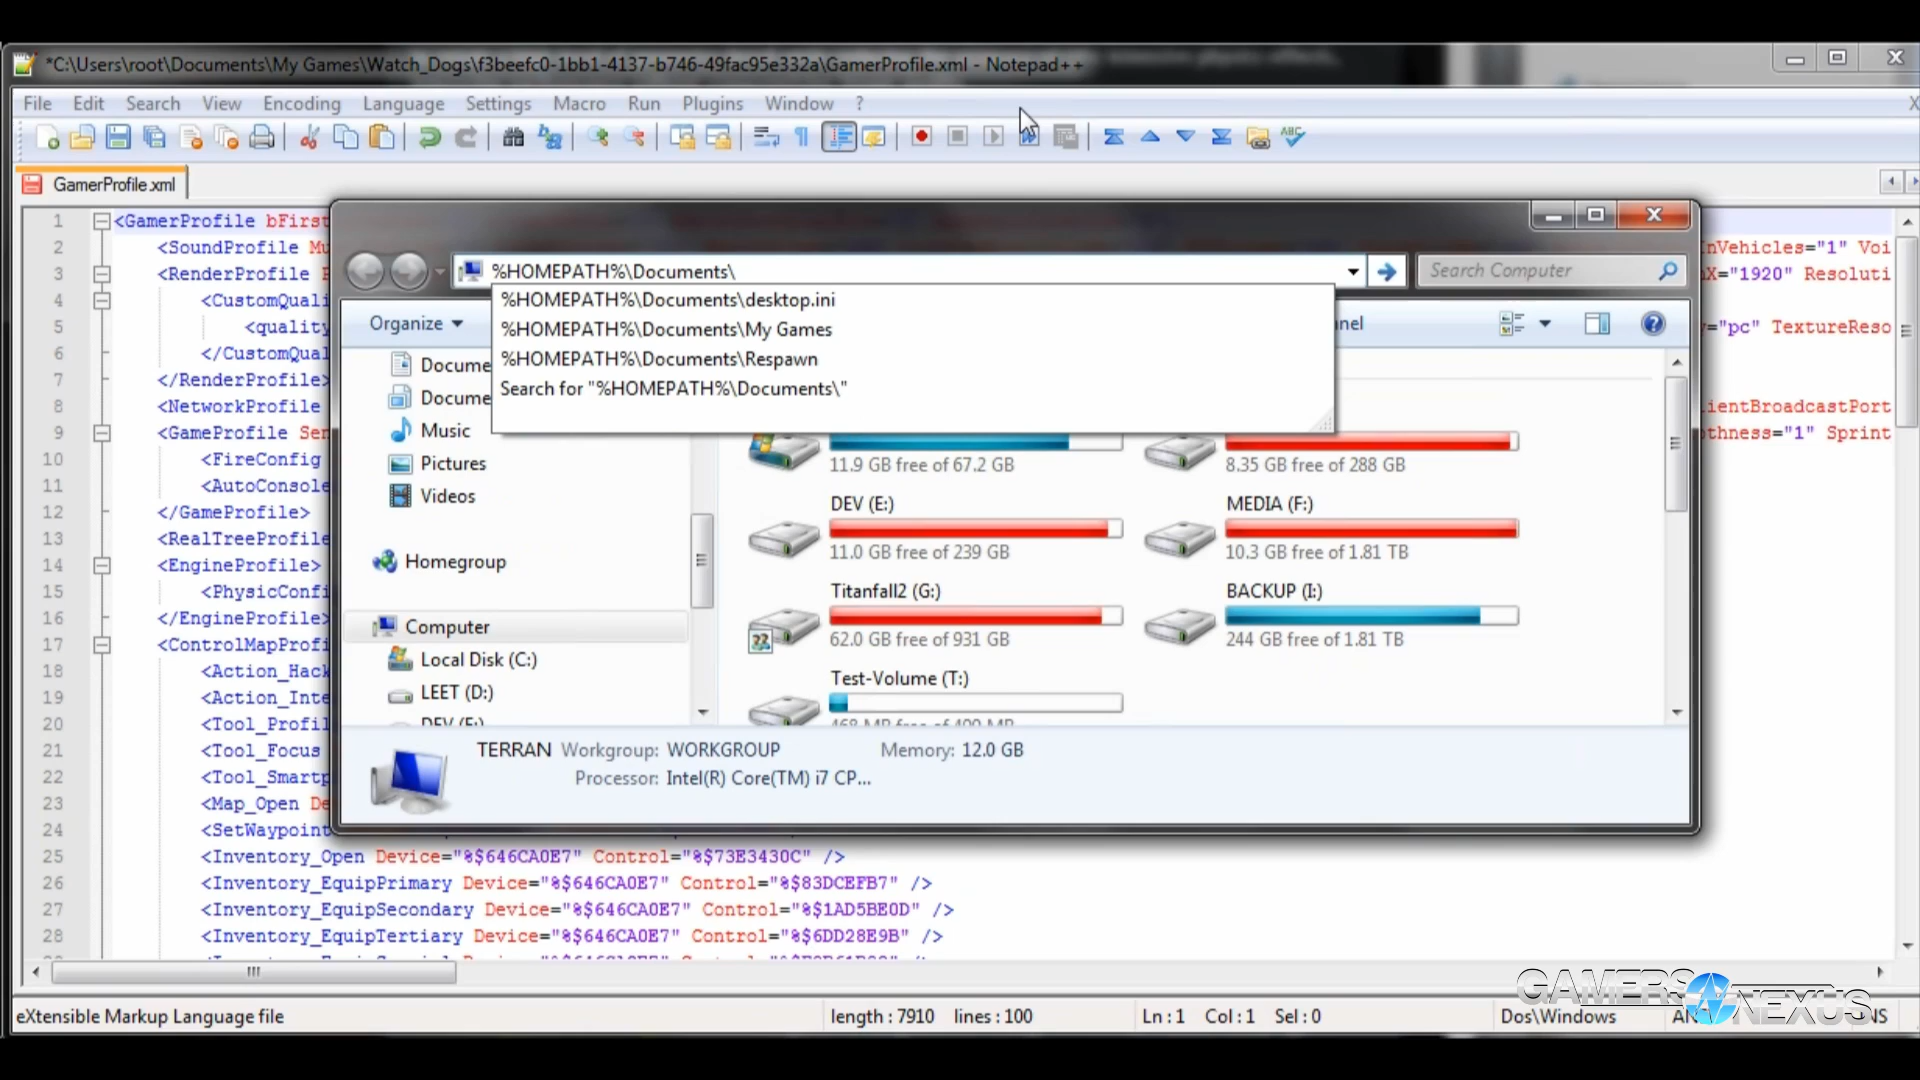 *C:\Users\root\Documents\My Games\Watch_Dogs\f3beefc0-1bb1-4137-b746-49fac95e332a\GamerProfile.xml - Notepad++
File Edit Search View Encoding Language Settings Macro Run Plugins Window ? X
GamerProfile.xml
%HOMEPATH%\Documents\
Search Computer
%HOMEPATH%\Documents\desktop.ini
%HOMEPATH%\Documents\My Games
%HOMEPATH%\Documents\Respawn
Search for "%HOMEPATH%\Documents\"
Organize
Music
Pictures
Videos
Homegroup
Computer
Local Disk (C:)
LEET (D:)
11.9 GB free of 67.2 GB
8.35 GB free of 288 GB
DEV (E:)
11.0 GB free of 239 GB
MEDIA (F:)
10.3 GB free of 1.81 TB
Titanfall2 (G:)
62.0 GB free of 931 GB
BACKUP (I:)
244 GB free of 1.81 TB
Test-Volume (T:)
TERRAN Workgroup: WORKGROUP Memory: 12.0 GB
Processor: Intel(R) Core(TM) i7 CP...
1 <GamerProfile bFirst
2 <SoundProfile Mu nVehicles="1" Voi
3 <RenderProfile nX="1920" Resoluti
4 <CustomQuali
5 <quality ="pc" TextureReso
6 </CustomQuali
7 </RenderProfile>
8 <NetworkProfile ientBroadcastPort
9 <GameProfile Sen thness="1" Sprint
10 <FireConfig
11 <AutoConsole
12 </GameProfile>
13 <RealTreeProfile
14 <EngineProfile>
15 <PhysicConfi
16 </EngineProfile>
17 <ControlMapProfi
18 <Action_Hack
19 <Action_Inte
20 <Tool_Profil
21 <Tool_Focus
22 <Tool_Smartp
23 <Map_Open De
24 <SetWaypoint
25 <Inventory_Open Device="%$646CA0E7" Control="%$73E3430C" />
26 <Inventory_EquipPrimary Device="%$646CA0E7" Control="%$83DCEFB7" />
27 <Inventory_EquipSecondary Device="%$646CA0E7" Control="%$1AD5BE0D" />
28 <Inventory_EquipTertiary Device="%$646CA0E7" Control="%$6DD28E9B" />
eXtensible Markup Language file length : 7910 lines : 100 Ln : 1 Col : 1 Sel : 0 Dos\Windows
GAMERS NEXUS